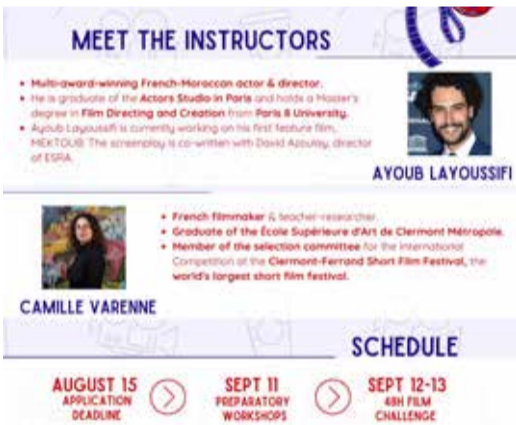 MEET THE INSTRUCTORS
• Multi-award-winning French-Moroccan actor & director.
• He is graduate of the Actors Studio in Paris and holds a Master's
degree in Film Directing and Creation from Paris 8 University.
• Ayoub Layoussifi is currently working on his first feature film,
MEKTOUB. The screenplay is co-written with David Azoulay, director
of ESRA.
AYOUB LAYOUSSIFI
• French filmmaker & teacher-researcher.
• Graduate of the École Supérieure d'Art de Clermont Métropole.
• Member of the selection committee for the International
Competition at the Clermont-Ferrand Short Film Festival, the
world's largest short film festival.
CAMILLE VARENNE
SCHEDULE
AUGUST 15
APPLICATION
DEADLINE
SEPT 11
PREPARATORY
WORKSHOPS
SEPT 12-13
48H FILM
CHALLENGE